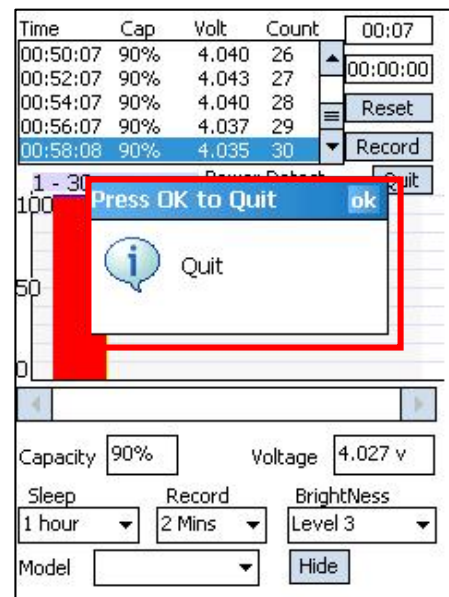 Time Cap Volt Count 00:07
00:50:07 90% 4.040 26
00:52:07 90% 4.043 27 00:00:00
00:54:07 90% 4.040 28 Reset
00:56:07 90% 4.037 29
00:58:08 90% 4.035 30 Record
1 - 30 Power Detect Quit
100
Press OK to Quit ok
Quit
50
0
Capacity 90% Voltage 4.027 v
Sleep Record BrightNess
1 hour 2 Mins Level 3
Model Hide